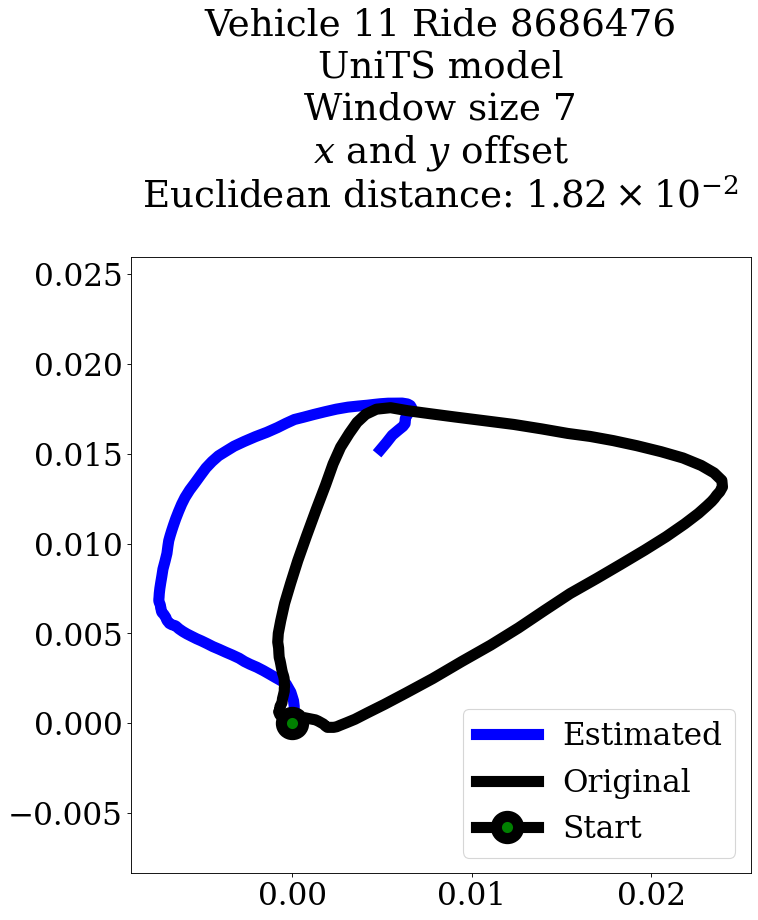 Vehicle 11 Ride 8686476
UniTS model
Window size 7
x and y offset
Euclidean distance: 1.82 × 10⁻²
0.025
0.020
0.015
0.010
0.005
0.000
−0.005
0.00 0.01 0.02
Estimated
Original
Start